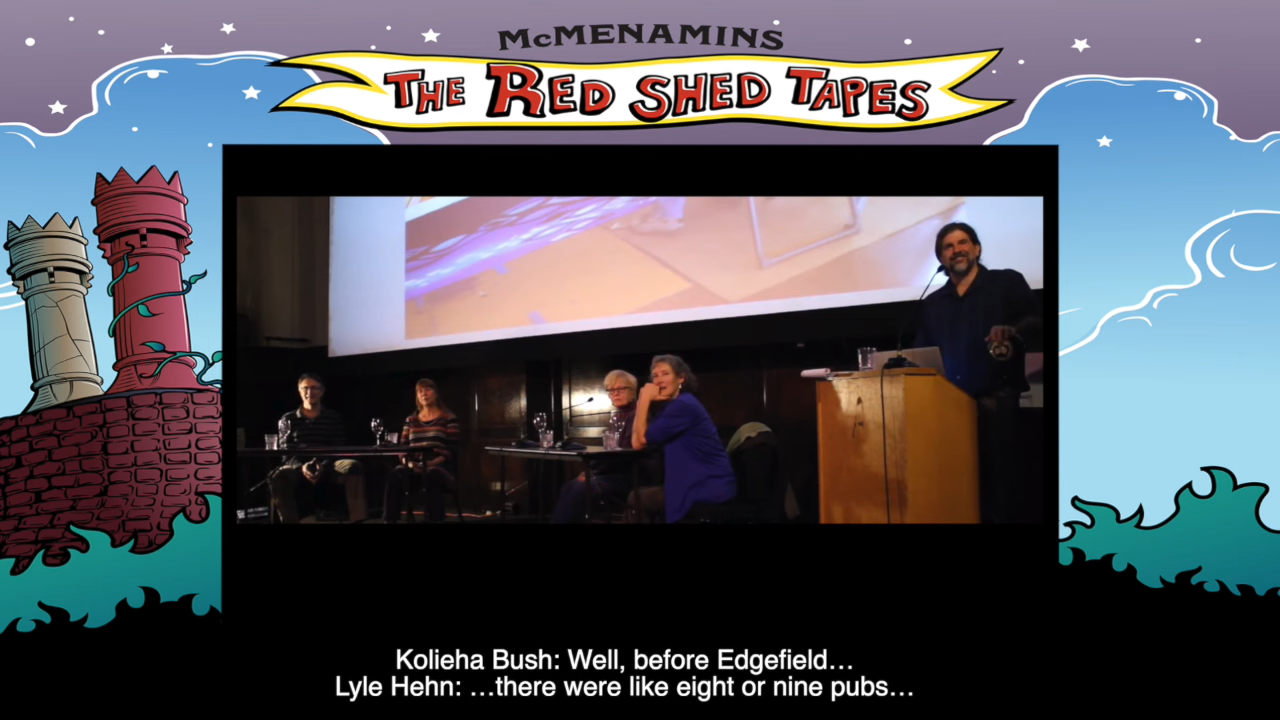 McMENAMINS
THE RED SHED TAPES
Kolieha Bush: Well, before Edgefield…
Lyle Hehn: …there were like eight or nine pubs…